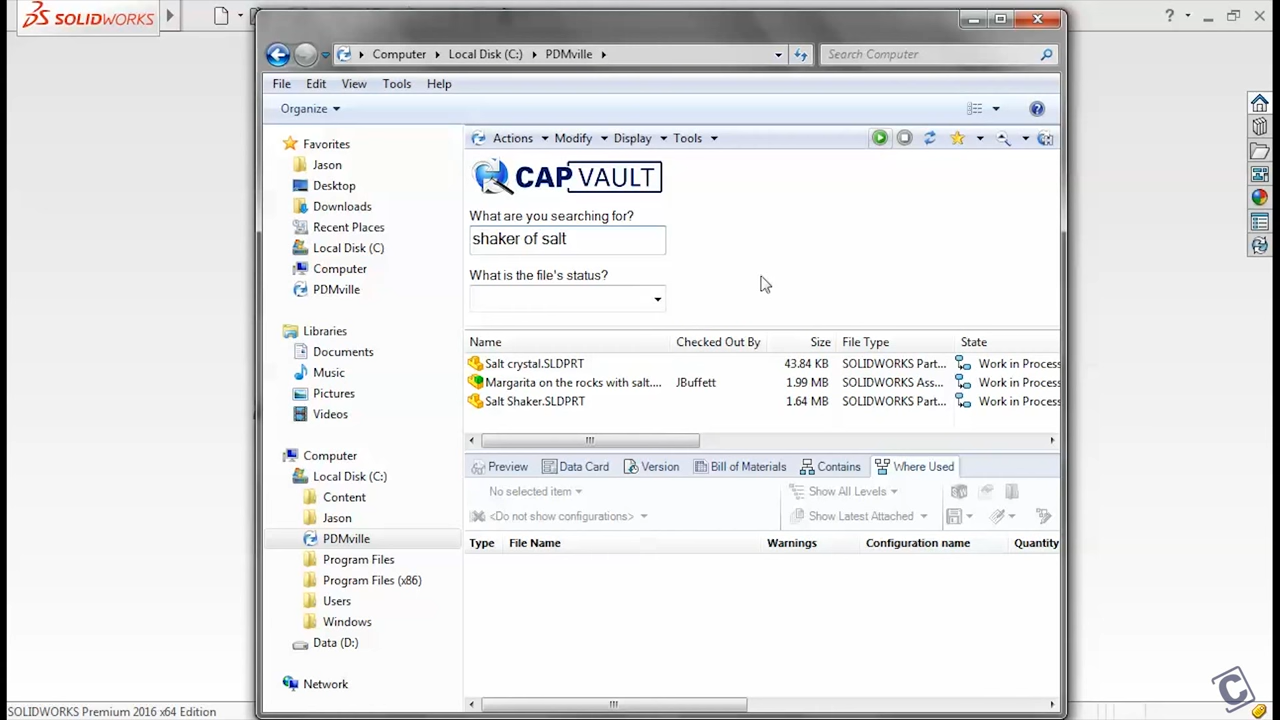 SOLIDWORKS
Computer
Local Disk (C:)
PDMville
Search Computer
File
Edit
View
Tools
Help
Organize
Favorites
Jason
Desktop
Downloads
Recent Places
Local Disk (C:)
Computer
PDMville
Libraries
Documents
Music
Pictures
Videos
Computer
Local Disk (C:)
Content
Jason
PDMville
Program Files
Program Files (x86)
Users
Windows
Data (D:)
Network
Actions
Modify
Display
Tools
CAP VAULT
What are you searching for?
shaker of salt
What is the file's status?
Name Checked Out By Size File Type State
Salt crystal.SLDPRT 43.84 KB SOLIDWORKS Part... Work in Process
Margarita on the rocks with salt.... JBuffett 1.99 MB SOLIDWORKS Ass... Work in Process
Salt Shaker.SLDPRT 1.64 MB SOLIDWORKS Part... Work in Process
Preview
Data Card
Version
Bill of Materials
Contains
Where Used
No selected item
Show All Levels
<Do not show configurations>
Show Latest Attached
Type File Name Warnings Configuration name Quantity
SOLIDWORKS Premium 2016 x64 Edition
C